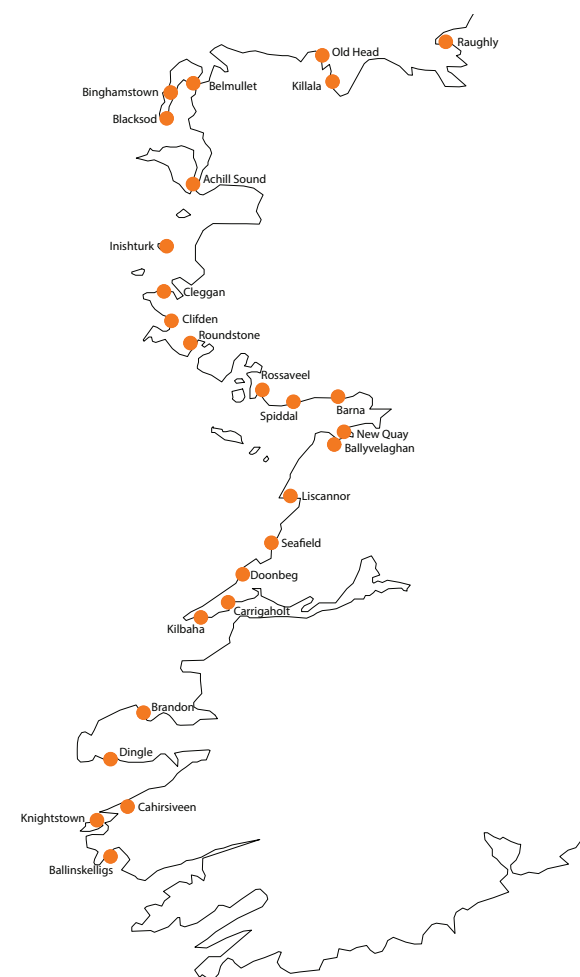 Raughly
Old Head
Killala
Belmullet
Binghamstown
Blacksod
Achill Sound
Inishturk
Cleggan
Clifden
Roundstone
Rossaveel
Spiddal
Barna
New Quay
Ballyvelaghan
Liscannor
Seafield
Doonbeg
Carrigaholt
Kilbaha
Brandon
Dingle
Cahirsiveen
Knightstown
Ballinskelligs